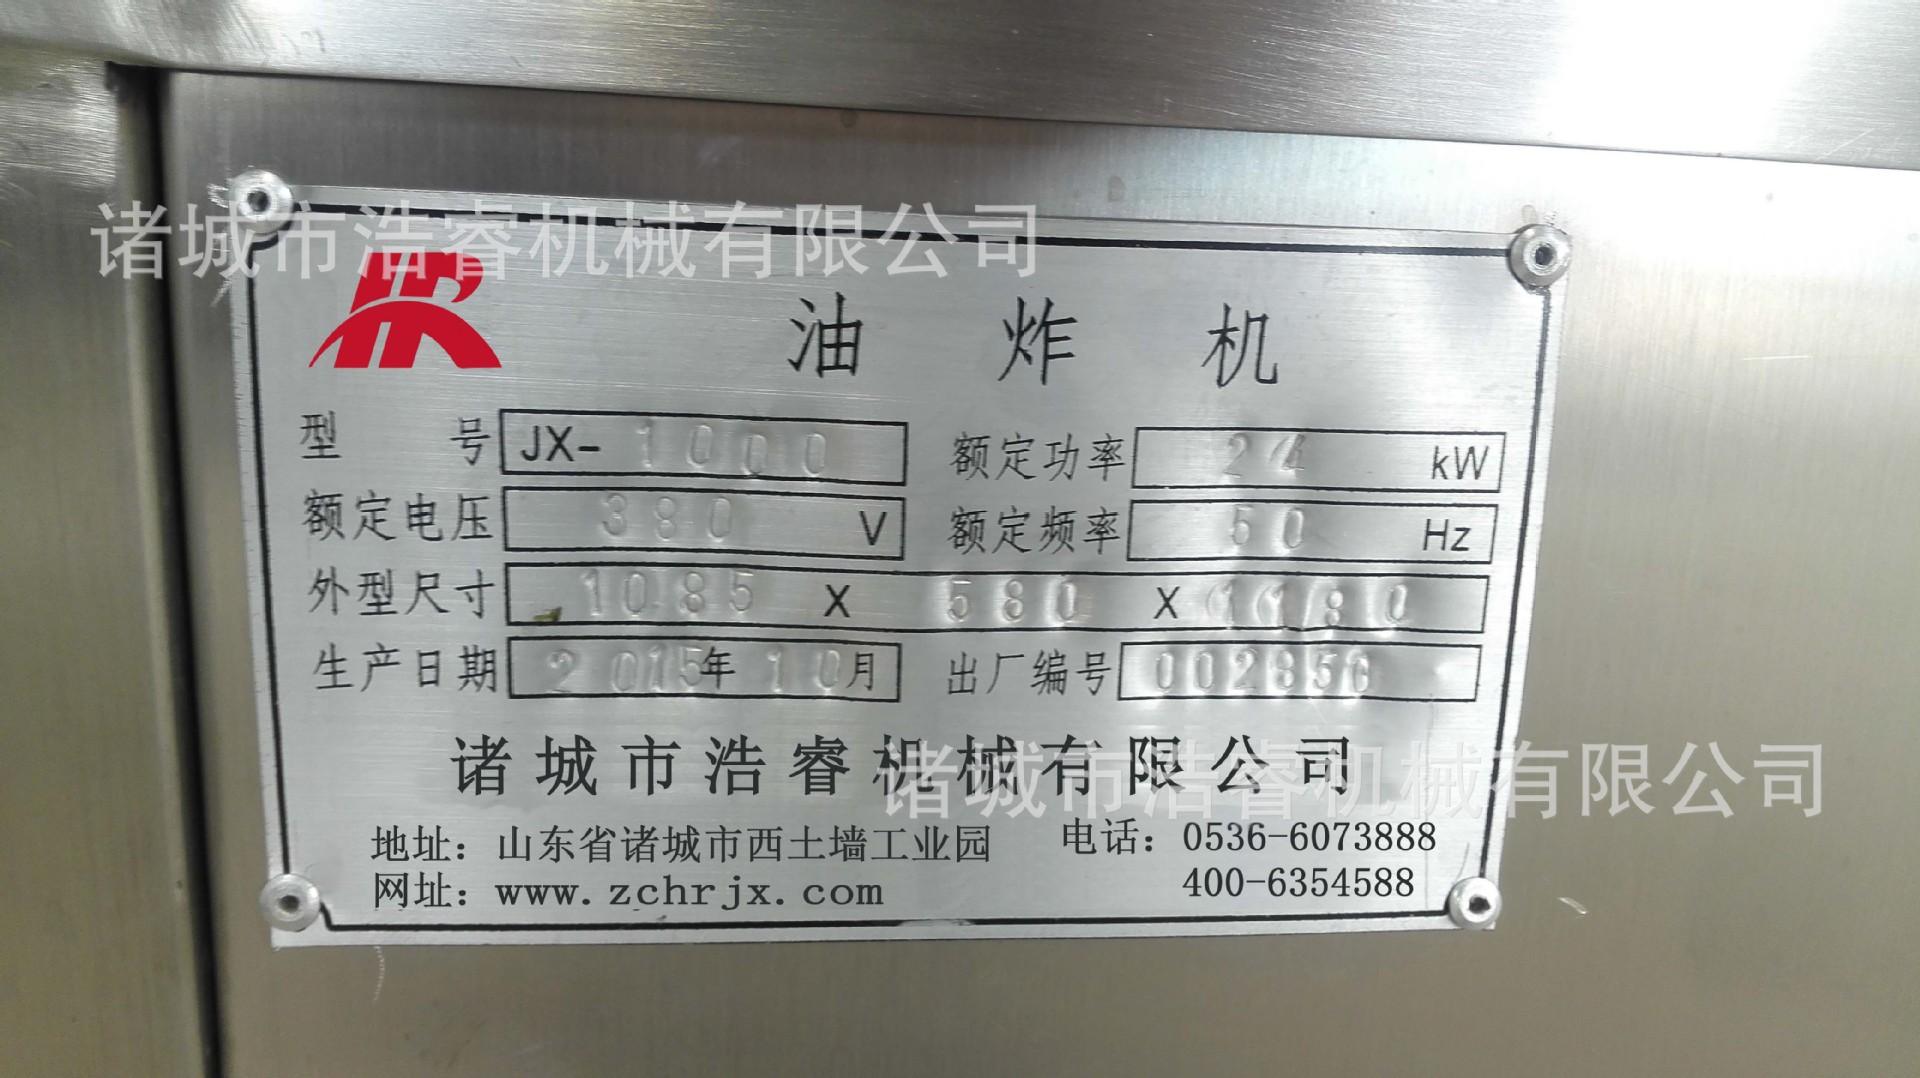 诸城市浩睿机械有限公司
HR
油炸机
型号 JX-1000 额定功率 24 kW
额定电压 380 V 额定频率 50 Hz
外型尺寸 1085 X 580 X 1180
生产日期 2015年10月 出厂编号
诸城市浩睿机械有限公司
诸城市浩睿机械有限公司
地址：山东省诸城市西土墙工业园 电话：0536-6073888
网址：www.zchrjx.com 400-6354588